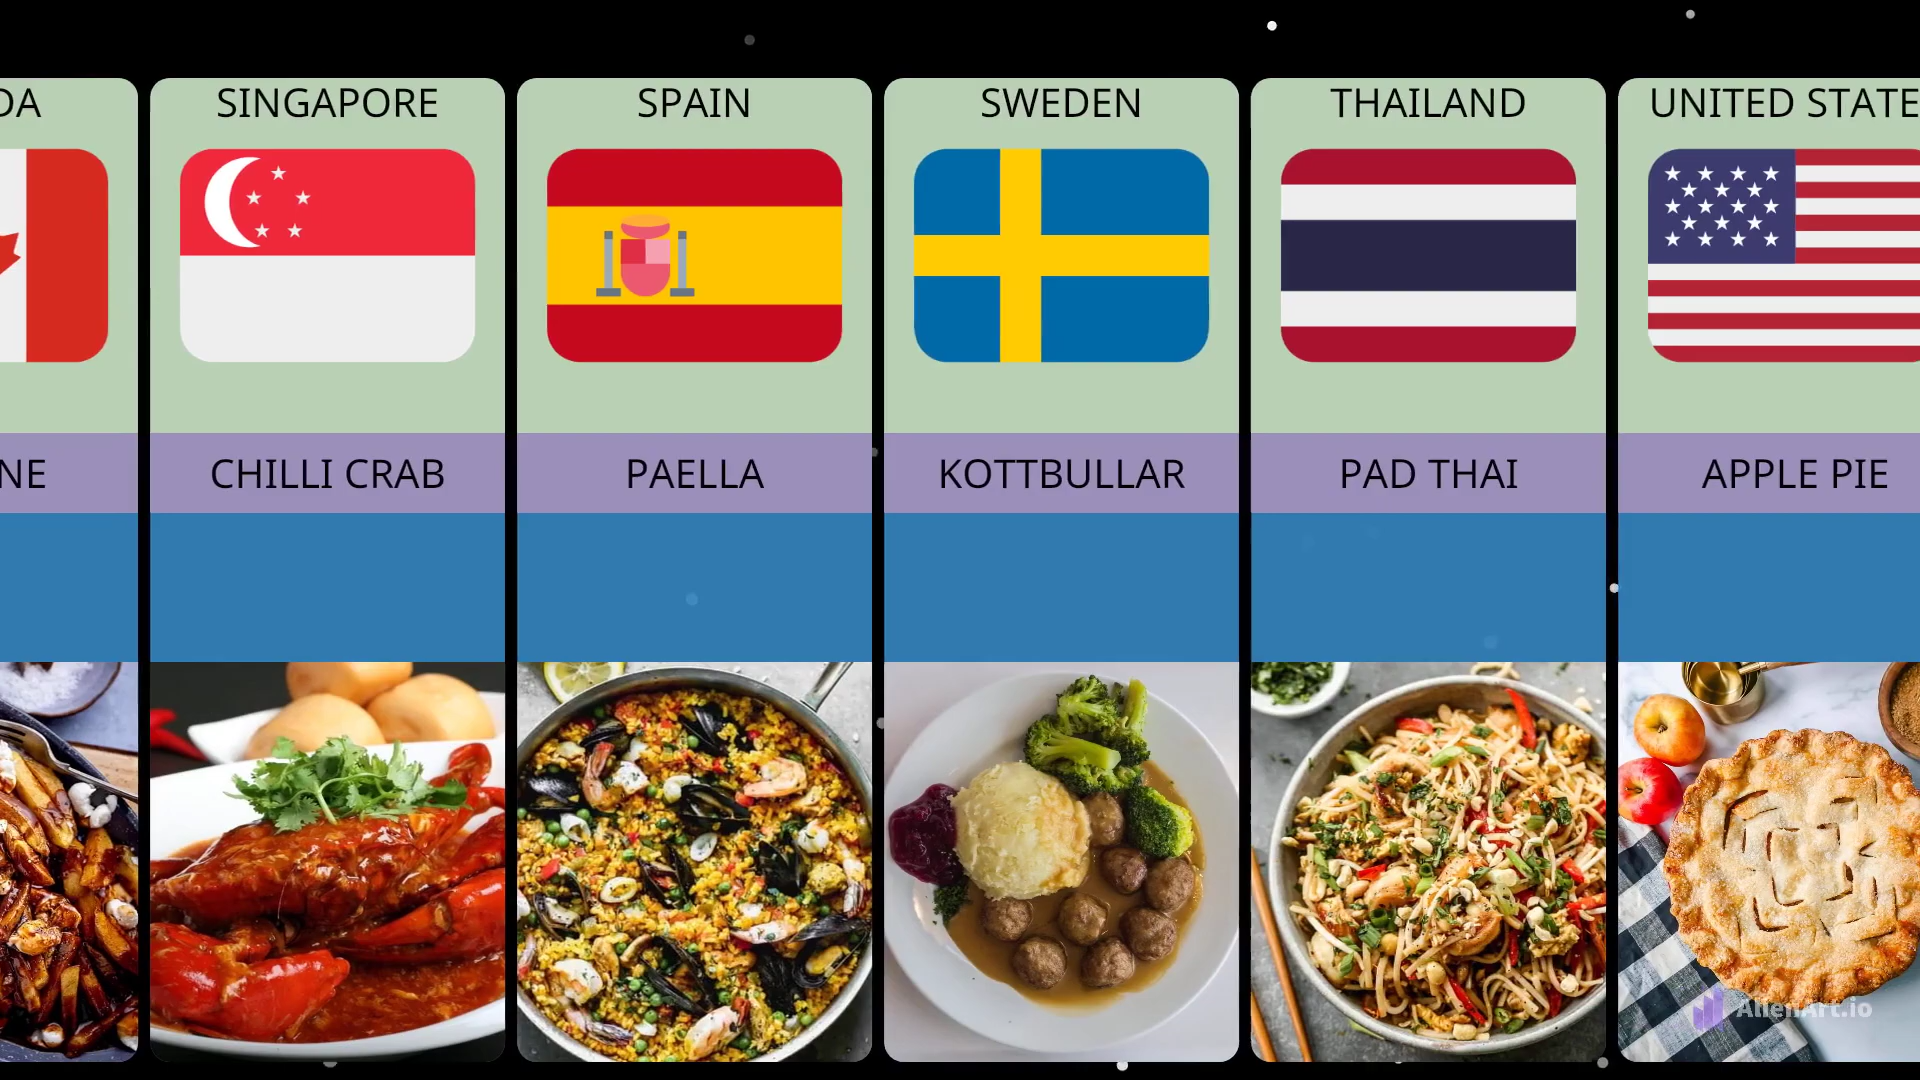 DA
SINGAPORE
SPAIN
SWEDEN
THAILAND
UNITED STATE
NE
CHILLI CRAB
PAELLA
KOTTBULLAR
PAD THAI
APPLE PIE
AllenArt.io